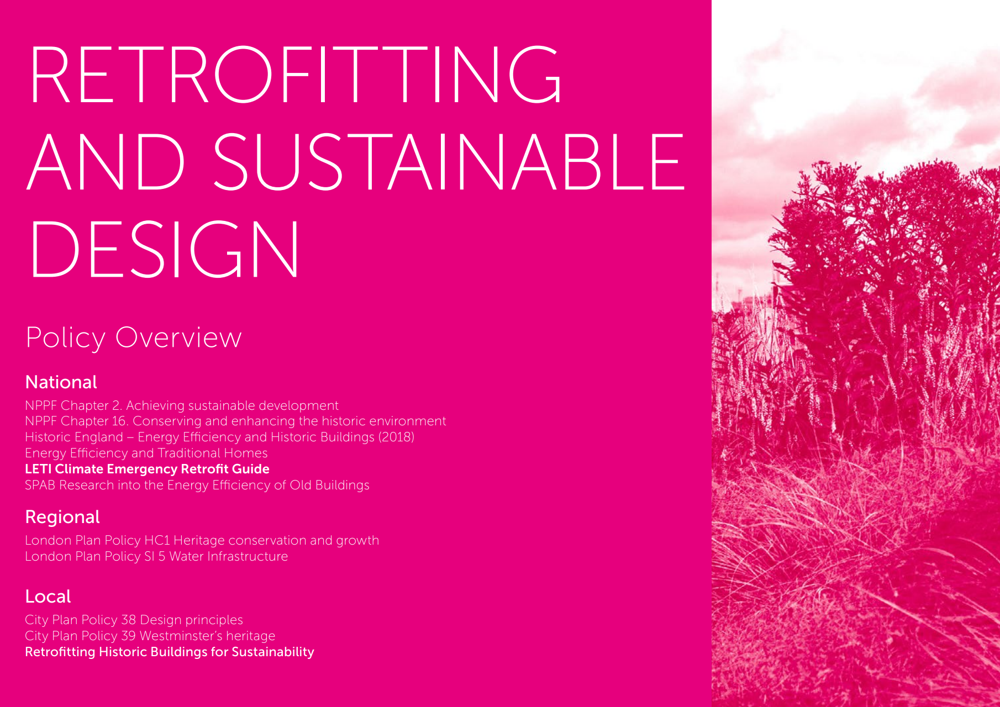 RETROFITTING
AND SUSTAINABLE
DESIGN
Policy Overview
National
NPPF Chapter 2. Achieving sustainable development
NPPF Chapter 16. Conserving and enhancing the historic environment
Historic England – Energy Efficiency and Historic Buildings (2018)
Energy Efficiency and Traditional Homes
LETI Climate Emergency Retrofit Guide
SPAB Research into the Energy Efficiency of Old Buildings
Regional
London Plan Policy HC1 Heritage conservation and growth
London Plan Policy SI 5 Water Infrastructure
Local
City Plan Policy 38 Design principles
City Plan Policy 39 Westminster’s heritage
Retrofitting Historic Buildings for Sustainability